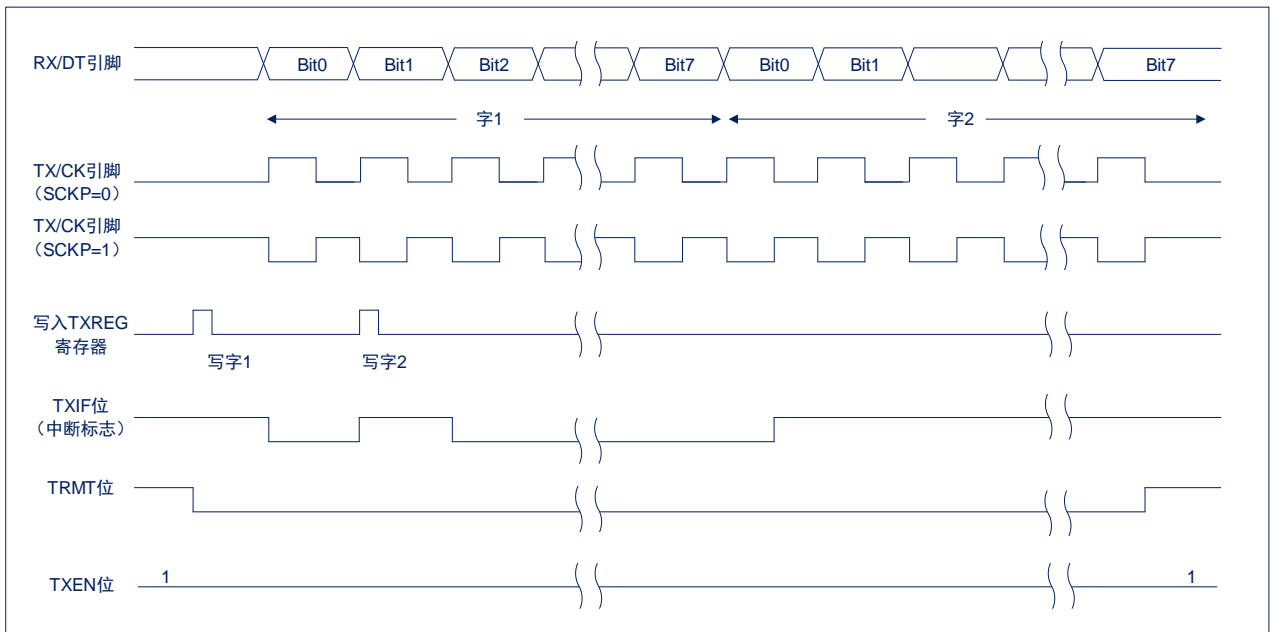 RX/DT引脚
Bit0
Bit1
Bit2
Bit7
Bit0
Bit1
Bit7
字1
字2
TX/CK引脚
（SCKP=0）
TX/CK引脚
（SCKP=1）
写入TXREG
寄存器
写字1
写字2
TXIF位
（中断标志）
TRMT位
TXEN位
1
1